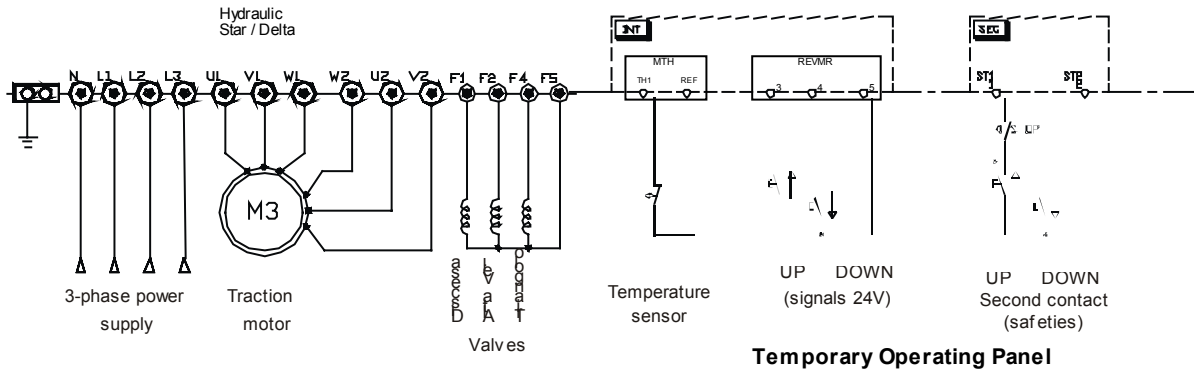 Hydraulic
Star / Delta
INT
SEG
MTH
REVMR
N L1 L2 L3 U1 V1 W1 W2 U2 V2 F1 F2 F4 F5
TH1 REF
3 4 5
ST1
M3
3-phase power
supply
Traction
motor
Valves
Temperature
sensor
UP DOWN
(signals 24V)
UP DOWN
Second contact
(safeties)
Temporary Operating Panel